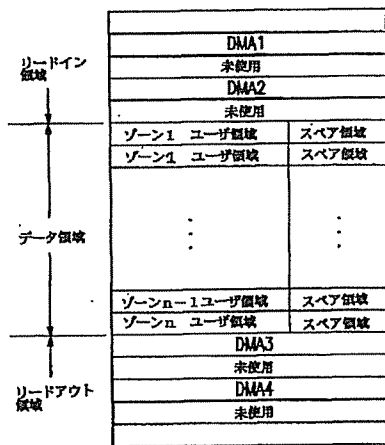 DMA1
リードイン
領域
未使用
DMA2
未使用
ゾーン1 ユーザ領域 スペア領域
ゾーン1 ユーザ領域 スペア領域
データ領域
ゾーンn-1ユーザ領域 スペア領域
ゾーンn ユーザ領域 スペア領域
DMA3
未使用
リードアウト
領域
DMA4
未使用